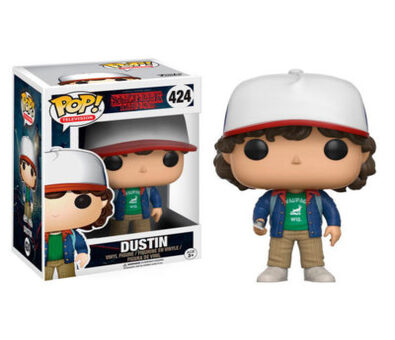 POP!
TELEVISION
STRANGER
THINGS
424
DUSTIN
VINYL FIGURE / FIGURINE EN VINYLE /
FIGURA DE VINIL